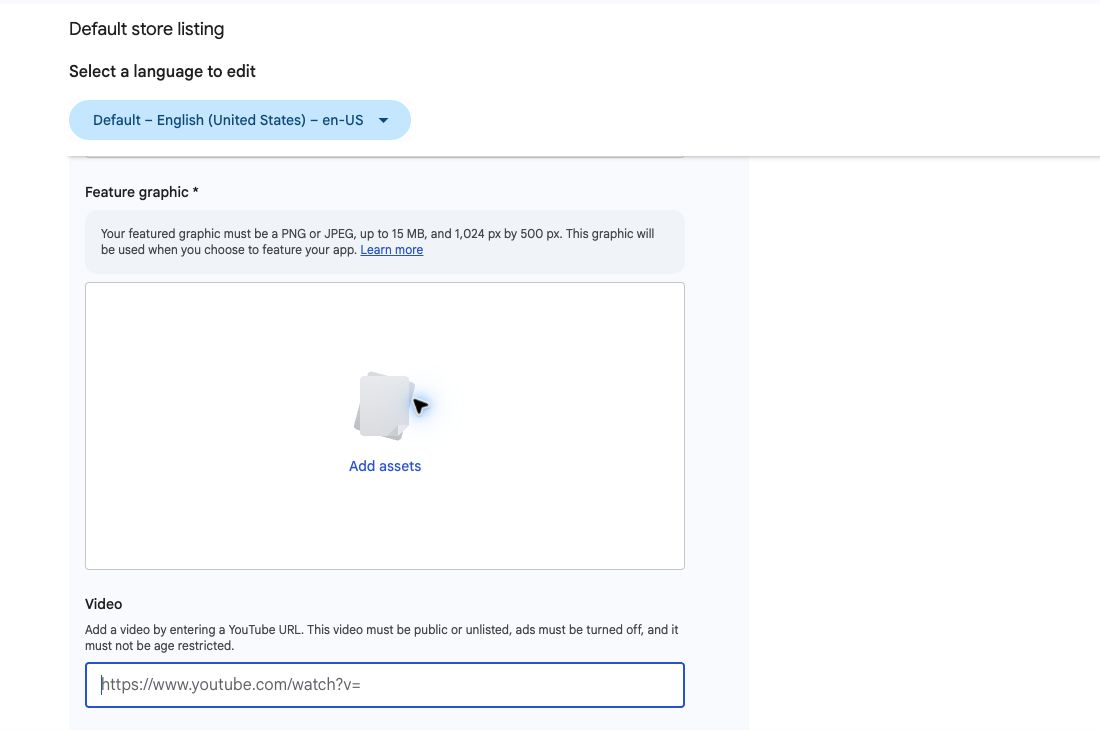 Default store listing
Select a language to edit
Default – English (United States) – en-US
Feature graphic *
Your featured graphic must be a PNG or JPEG, up to 15 MB, and 1,024 px by 500 px. This graphic will
be used when you choose to feature your app. Learn more
Add assets
Video
Add a video by entering a YouTube URL. This video must be public or unlisted, ads must be turned off, and it
must not be age restricted.
https://www.youtube.com/watch?v=